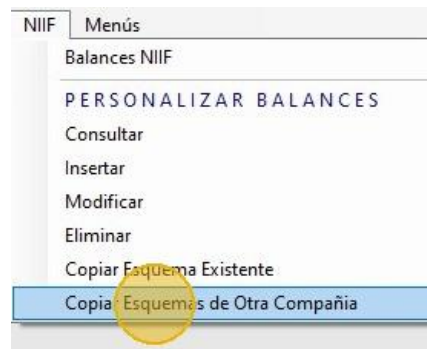 NIIF Menús
Balances NIIF
PERSONALIZAR BALANCES
Consultar
Insertar
Modificar
Eliminar
Copiar Esquema Existente
Copiar Esquemas de Otra Compañia